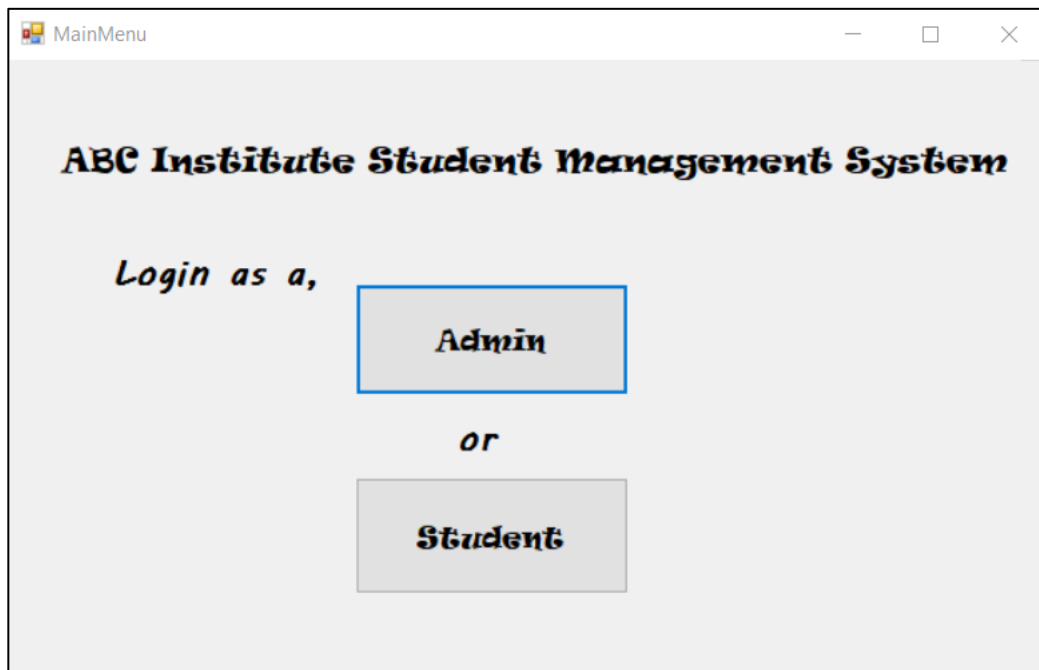 MainMenu
ABC Institute Student Management System
Login as a,
Admin
or
Student